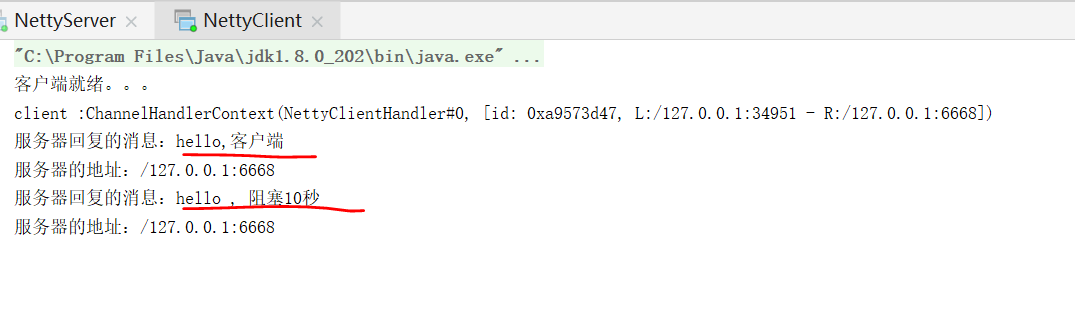 NettyServer × NettyClient ×
"C:\Program Files\Java\jdk1.8.0_202\bin\java.exe" ...
客户端就绪。。。
client :ChannelHandlerContext(NettyClientHandler#0, [id: 0xa9573d47, L:/127.0.0.1:34951 - R:/127.0.0.1:6668])
服务器回复的消息：hello,客户端
服务器的地址：/127.0.0.1:6668
服务器回复的消息：hello , 阻塞10秒
服务器的地址：/127.0.0.1:6668